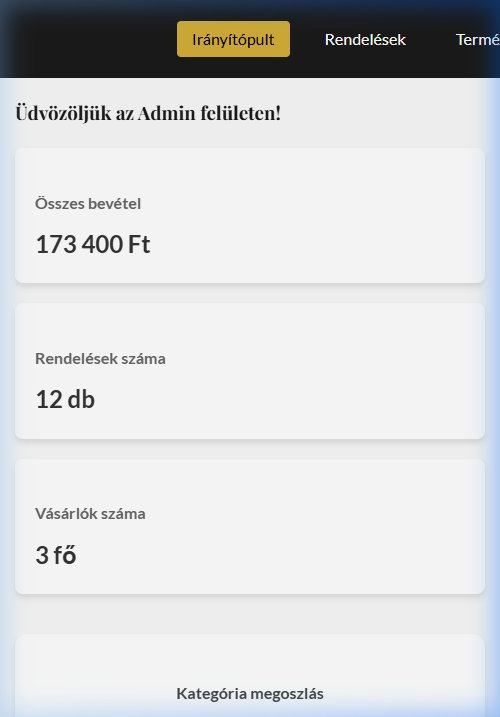 Irányítópult Rendelések Termé
Üdvözöljük az Admin felületen!
Összes bevétel
173 400 Ft
Rendelések száma
12 db
Vásárlók száma
3 fő
Kategória megoszlás